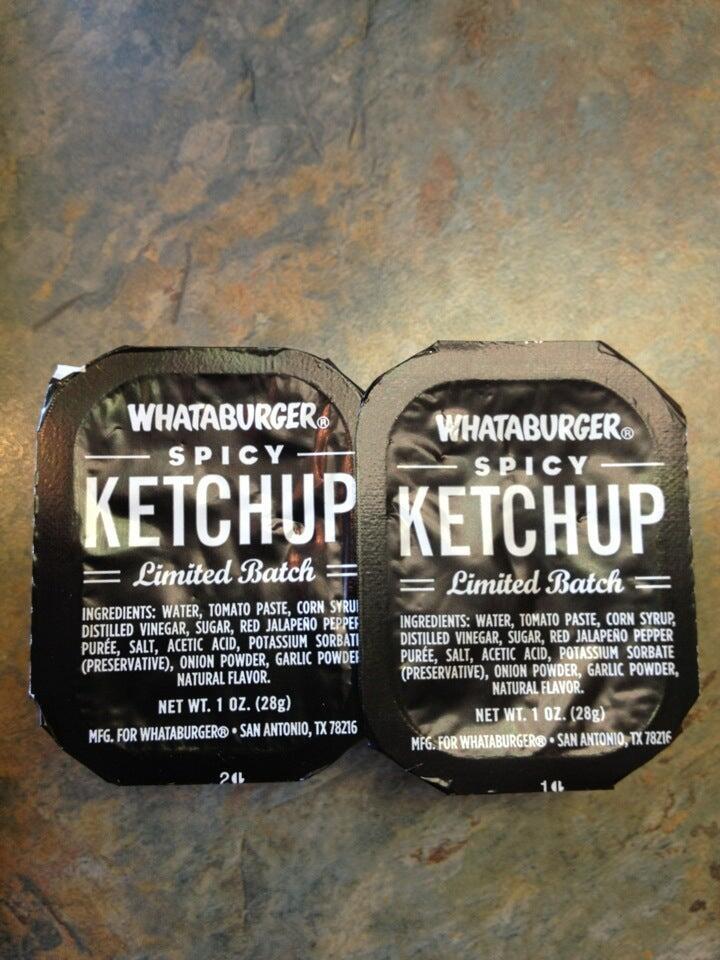 WHATABURGER®
SPICY
KETCHUP
Limited Batch
INGREDIENTS: WATER, TOMATO PASTE, CORN SYRU
DISTILLED VINEGAR, SUGAR, RED JALAPEÑO PEPPER
PURÉE, SALT, ACETIC ACID, POTASSIUM SORBATE
(PRESERVATIVE), ONION POWDER, GARLIC POWDER
NATURAL FLAVOR.
NET WT. 1 OZ. (28g)
MFG. FOR WHATABURGER® • SAN ANTONIO, TX 78216
WHATABURGER®
SPICY
KETCHUP
Limited Batch
INGREDIENTS: WATER, TOMATO PASTE, CORN SYRUP,
DISTILLED VINEGAR, SUGAR, RED JALAPEÑO PEPPER
PURÉE, SALT, ACETIC ACID, POTASSIUM SORBATE
(PRESERVATIVE), ONION POWDER, GARLIC POWDER,
NATURAL FLAVOR.
NET WT. 1 OZ. (28g)
MFG. FOR WHATABURGER® • SAN ANTONIO, TX 78216